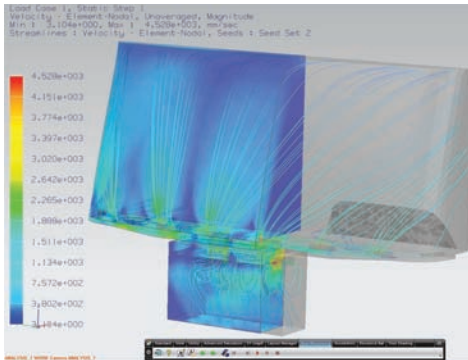 Load Case 1, Static Step 1
Velocity - Element-Nodal, Unaveraged, Magnitude
Min : 3.104e+000, Max : 4.528e+003, mm/sec
Streamlines : Velocity - Element-Nodal, Seeds : Seed Set 2
4.528e+003
4.151e+003
3.774e+003
3.397e+003
3.020e+003
2.642e+003
2.265e+003
1.888e+003
1.511e+003
1.134e+003
7.572e+002
3.802e+002
3.104e+000